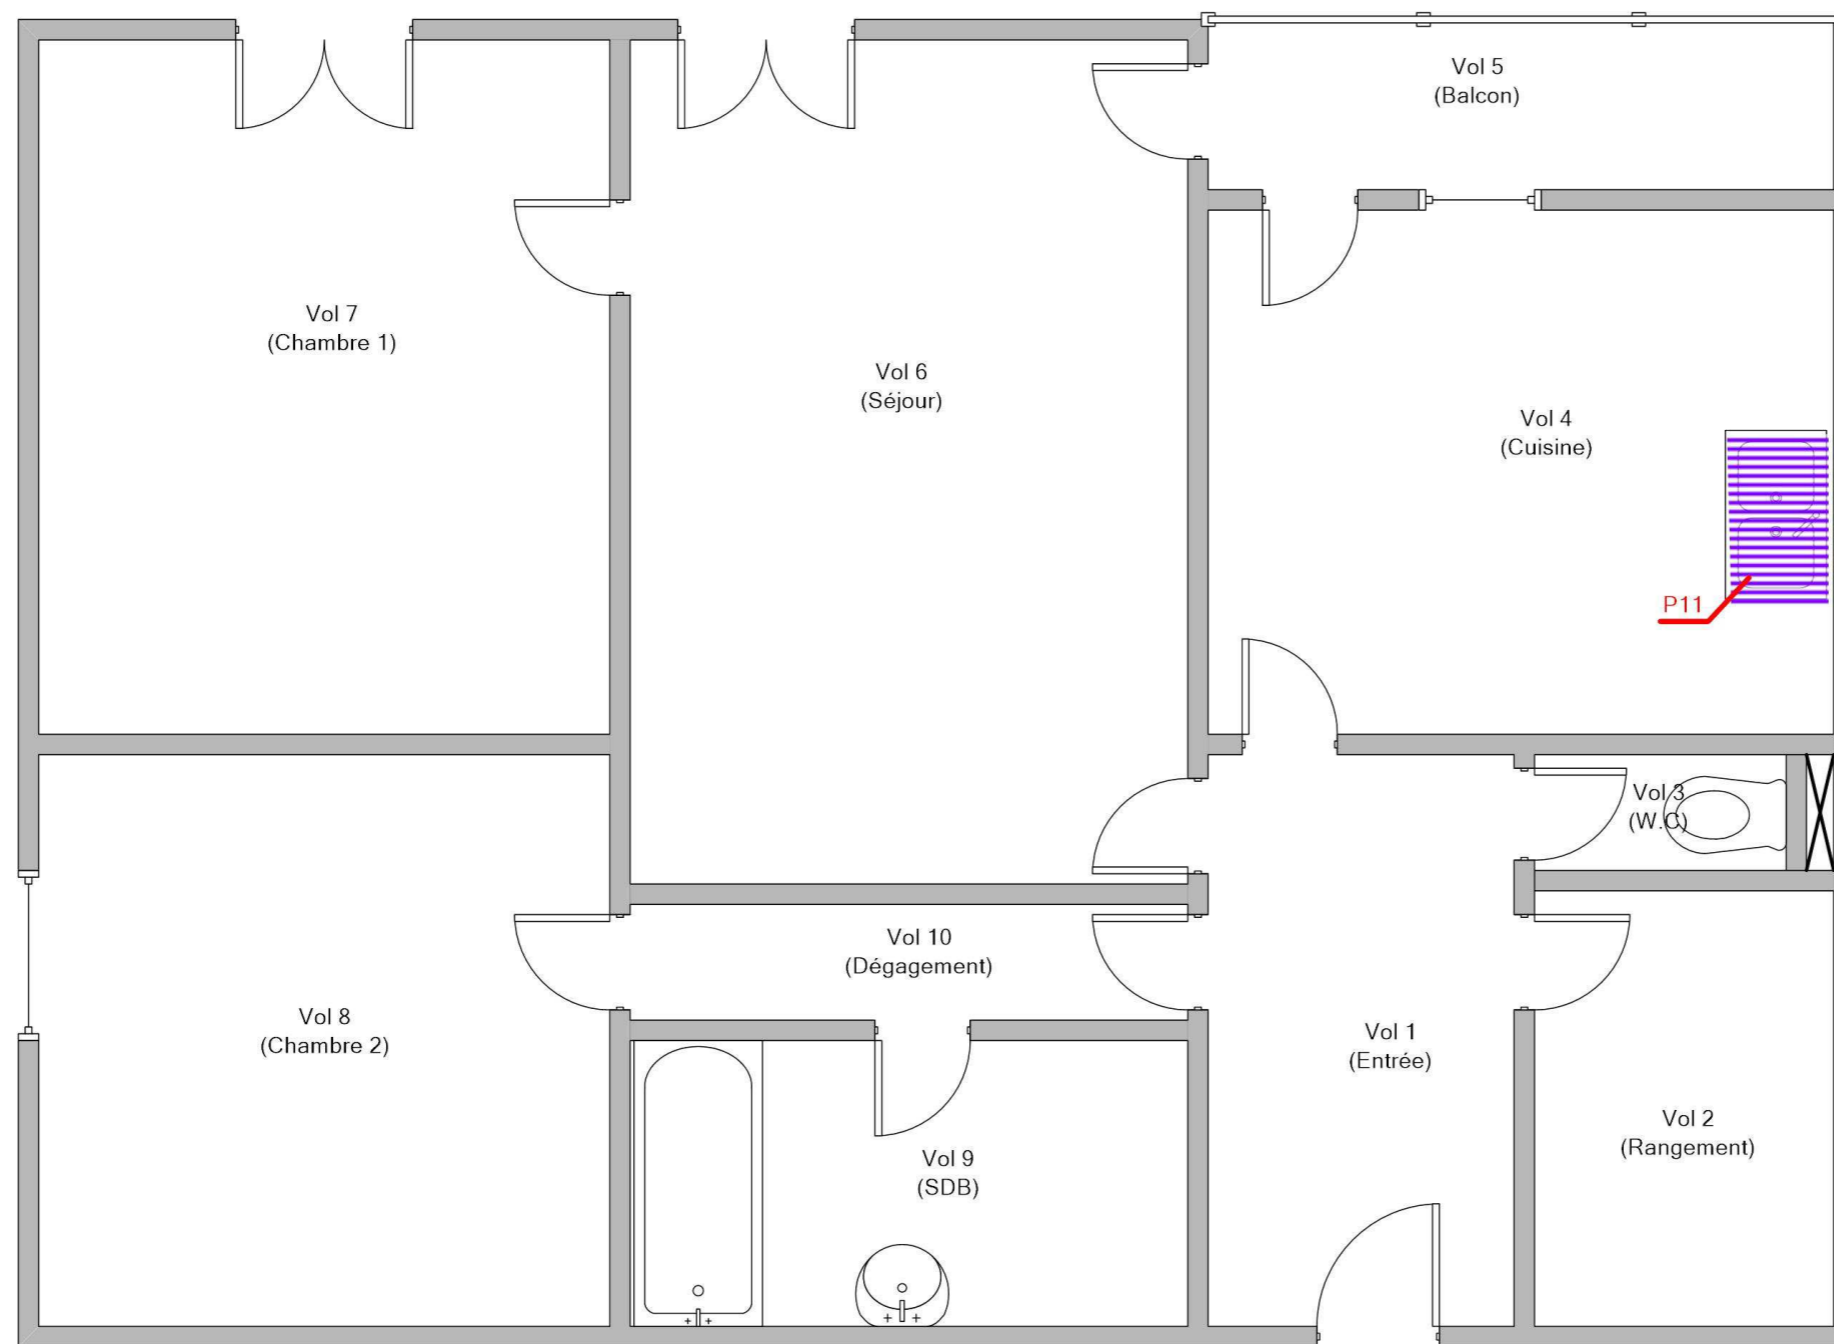 Vol 5
(Balcon)
Vol 7
(Chambre 1)
Vol 6
(Séjour)
Vol 4
(Cuisine)
P11
Vol 3
(W.C)
Vol 10
(Dégagement)
Vol 8
(Chambre 2)
Vol 1
(Entrée)
Vol 2
(Rangement)
Vol 9
(SDB)